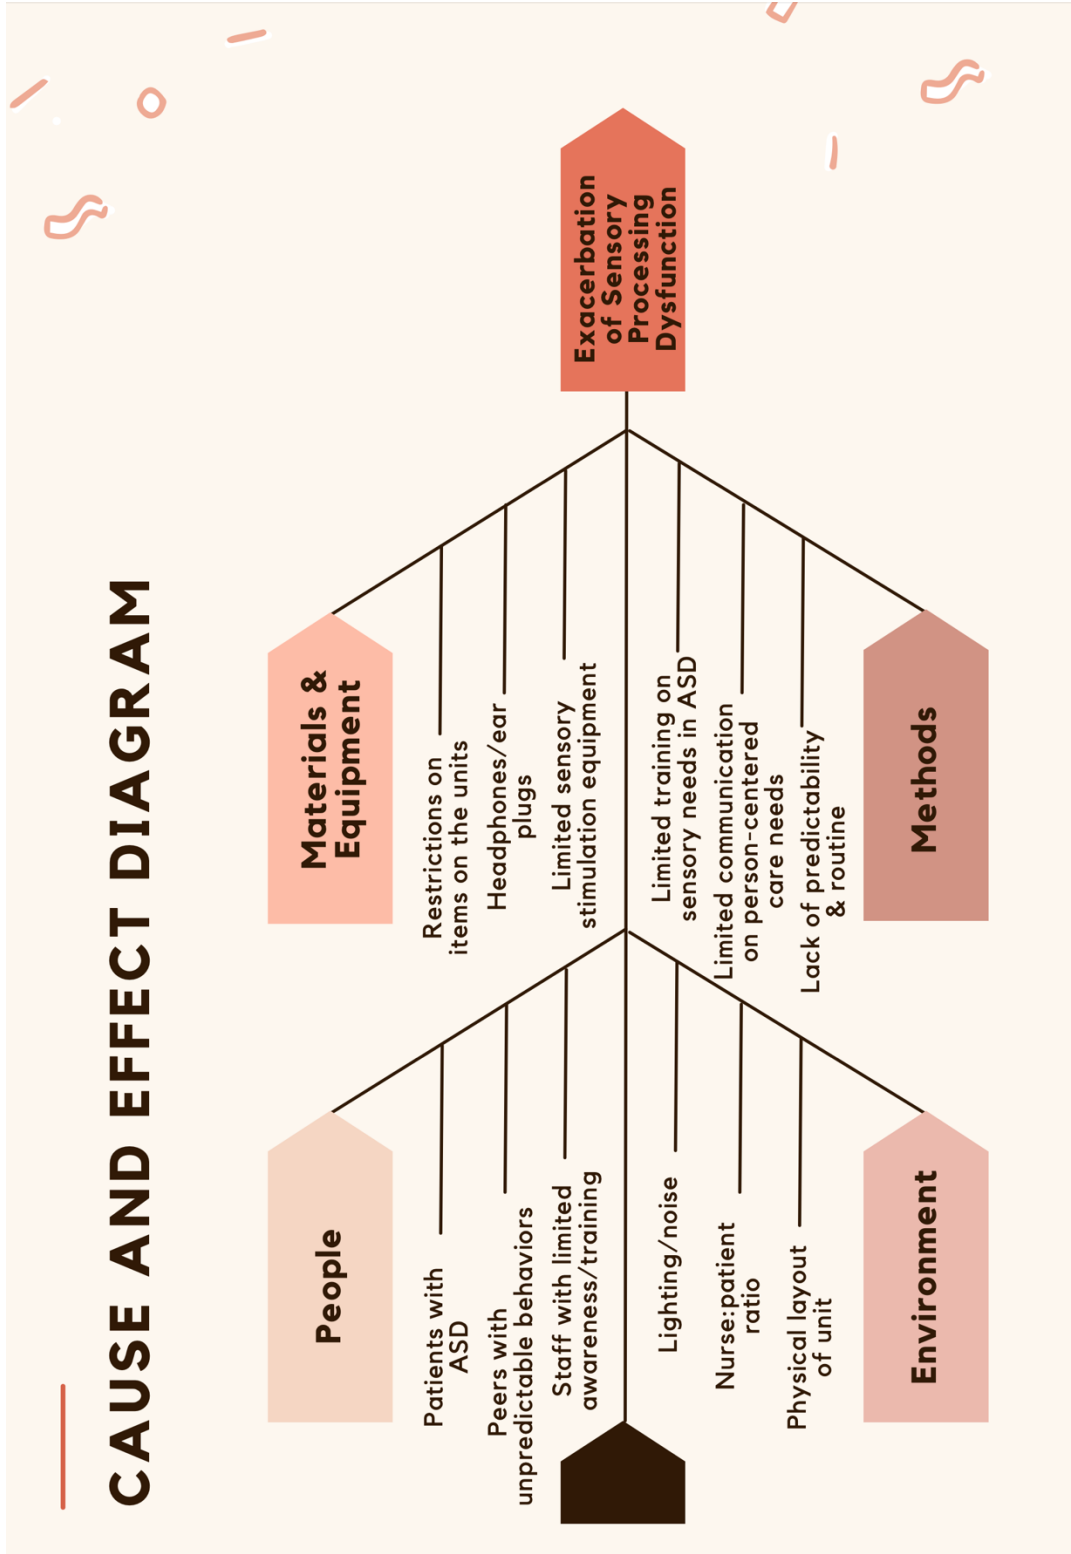 CAUSE AND EFFECT DIAGRAM
People
Patients with
ASD
Peers with
unpredictable behaviors
Staff with limited
awareness/training
Materials &
Equipment
Restrictions on
items on the units
Headphones/ear
plugs
Limited sensory
stimulation equipment
Exacerbation
of Sensory
Processing
Dysfunction
Lighting/noise
Nurse:patient
ratio
Physical layout
of unit
Environment
Limited training on
sensory needs in ASD
Limited communication
on person-centered
care needs
Lack of predictability
& routine
Methods